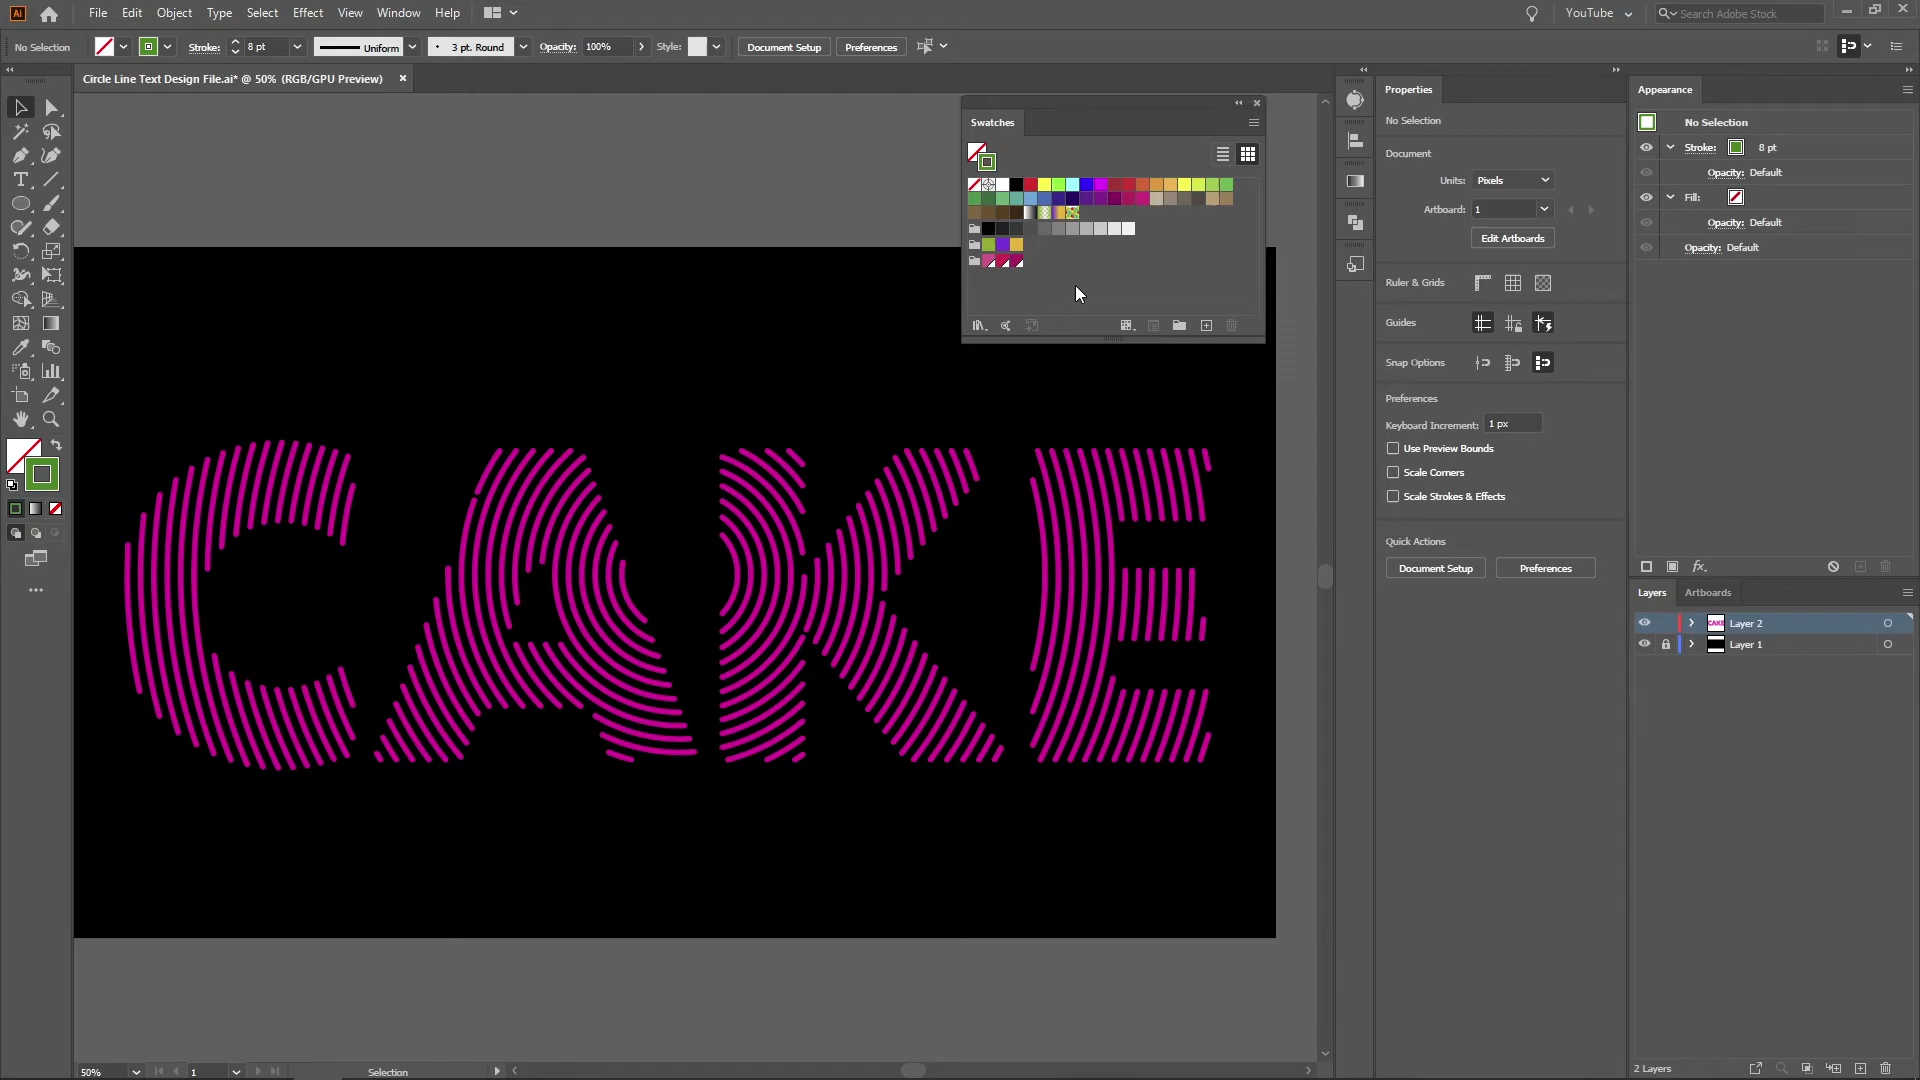 Ai File Edit Object Type Select Effect View Window Help YouTube Search Adobe Stock
No Selection Stroke: 8 pt Uniform 3 pt. Round Opacity: 100% Style: Document Setup Preferences
Circle Line Text Design File.ai* @ 50% (RGB/GPU Preview)
Swatches
CAKE
Properties
No Selection
Document
Units: Pixels
Artboard: 1
Edit Artboards
Ruler & Grids
Guides
Snap Options
Preferences
Keyboard Increment: 1 px
Use Preview Bounds
Scale Corners
Scale Strokes & Effects
Quick Actions
Document Setup Preferences
Appearance
No Selection
Stroke: 8 pt
Opacity: Default
Fill:
Opacity: Default
Opacity: Default
fx.
Layers Artboards
CAKE Layer 2
Layer 1
2 Layers
50% 1 Selection